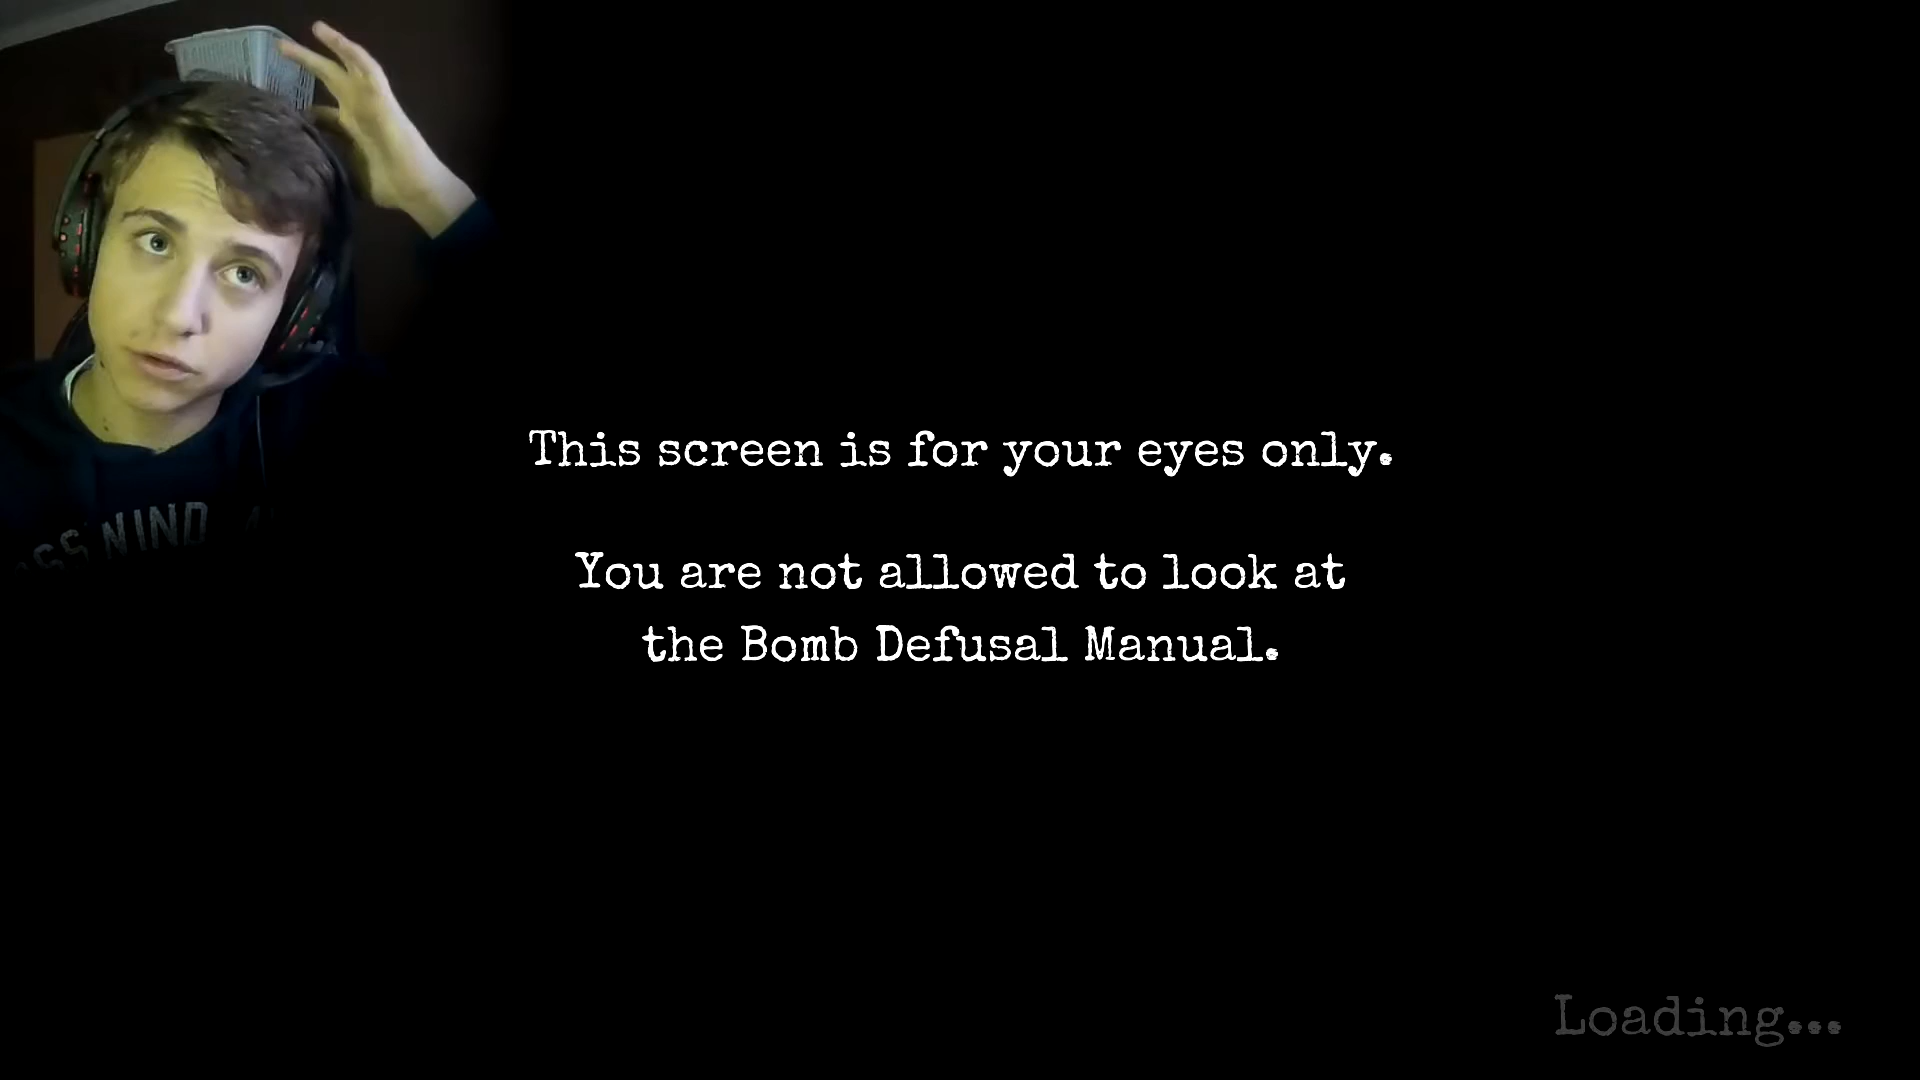 This screen is for your eyes only.
You are not allowed to look at
the Bomb Defusal Manual.
Loading...
NIND